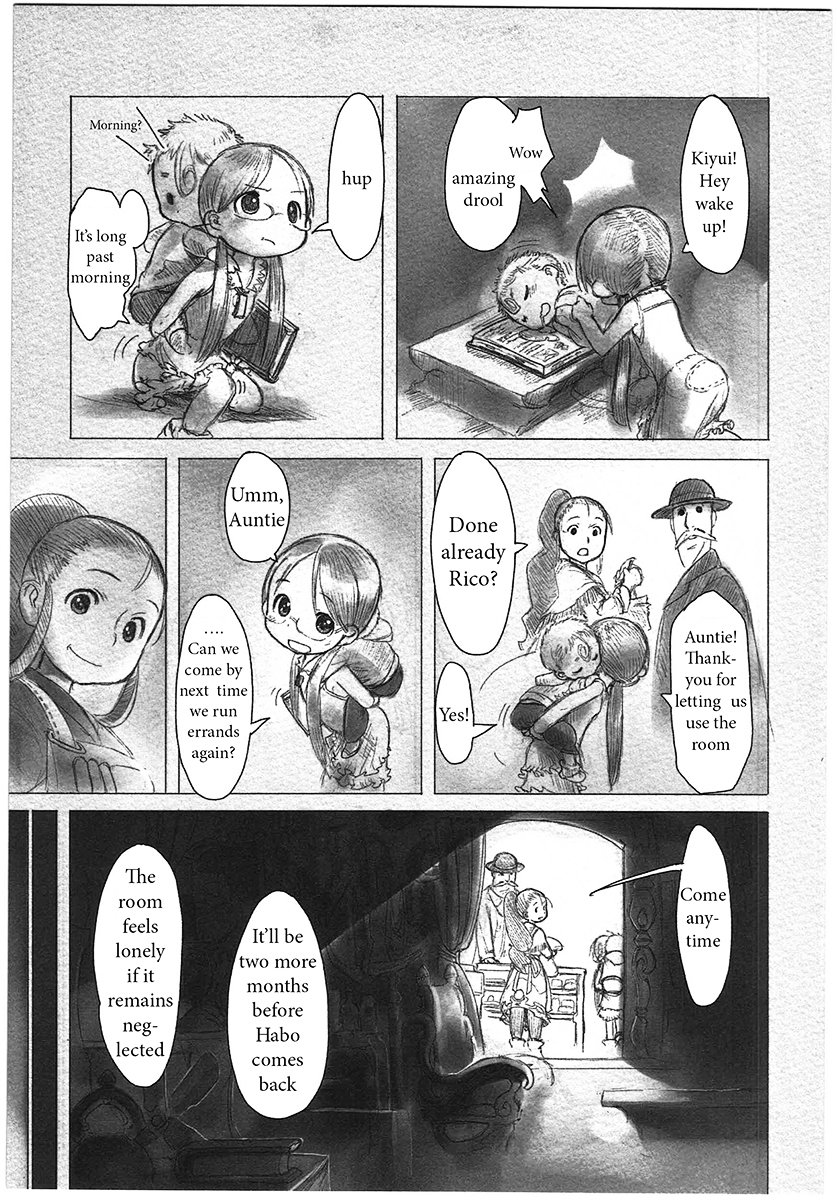 Kiyui!
Hey
wake
up!
Wow
amazing
drool
hup
Morning?
It's long
past
morning
Done
already
Rico?
Auntie!
Thank-
you for
letting us
use the
room
Yes!
Umm,
Auntie
....
Can we
come by
next time
we run
errands
again?
Come
any-
time
It'll be
two more
months
before
Habo
comes
back
The
room
feels
lonely
if it
remains
neg-
lected